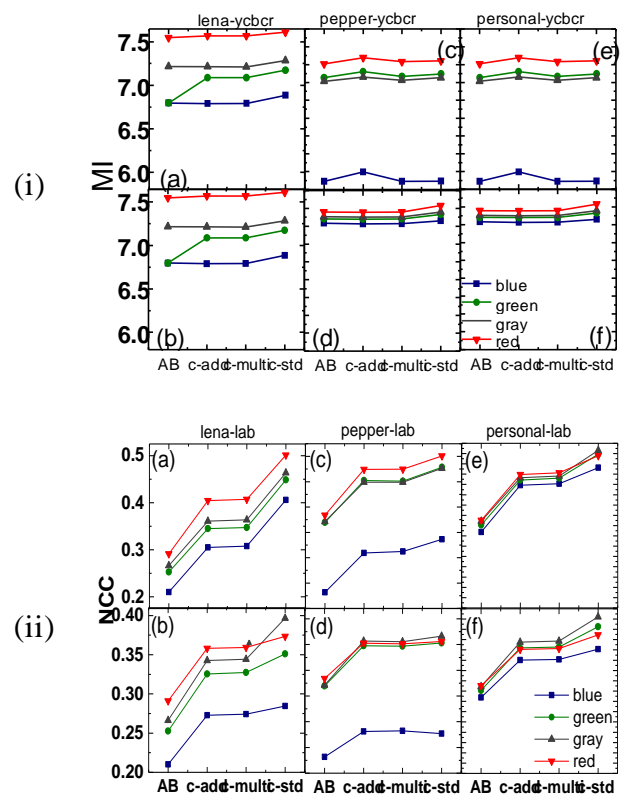 lena-ycbcr pepper-ycbcr personal-ycbcr
7.5
7.0
6.5
6.0
MI
(a) (c) (e)
(i)
7.5
7.0
6.5
6.0
(b) (d) (f)
blue
green
gray
red
AB c-add c-multi c-std AB c-add c-multi c-std AB c-add c-multi c-std
lena-lab pepper-lab personal-lab
(a) (c) (e)
0.5
0.4
0.3
0.2
NCC
(ii)
(b) (d) (f)
0.40
0.35
0.30
0.25
0.20
blue
green
gray
red
AB c-add c-multi c-std AB c-add c-multi c-std AB c-add c-multi c-std